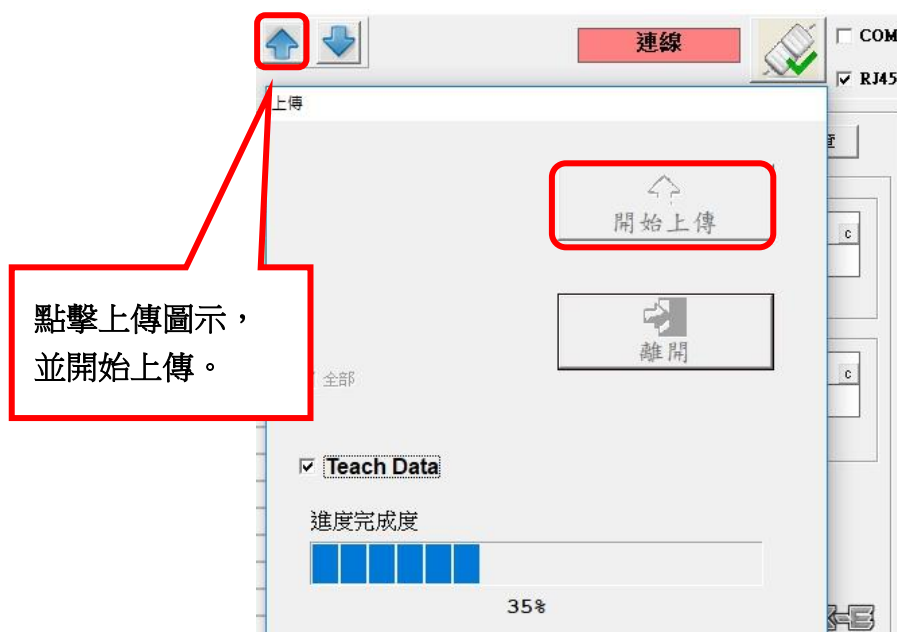 連線
COM
RJ45
上傳
開始上傳
c
點擊上傳圖示，
並開始上傳。
離開
全部
c
Teach Data
進度完成度
35%